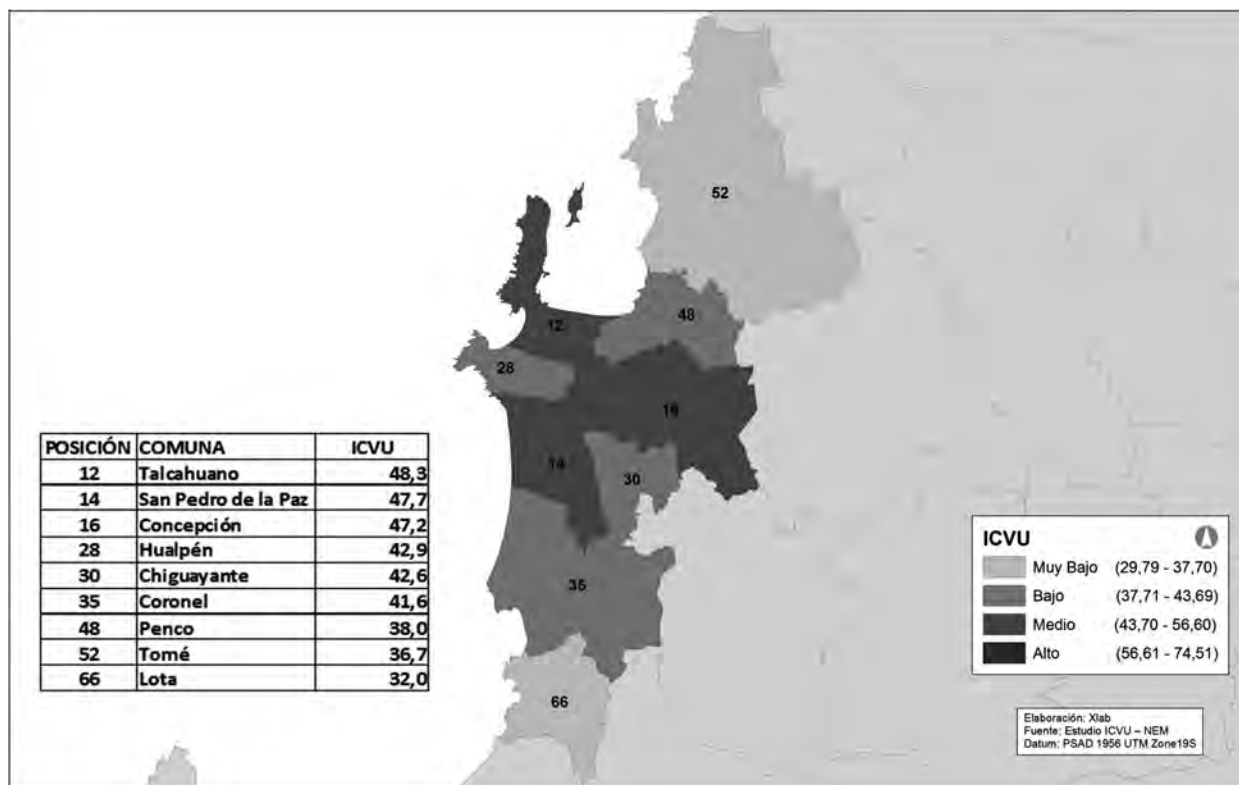 52
48
12
28
16
14
30
35
66
POSICIÓN COMUNA ICVU
12 Talcahuano 48,3
14 San Pedro de la Paz 47,7
16 Concepción 47,2
28 Hualpén 42,9
30 Chiguayante 42,6
35 Coronel 41,6
48 Penco 38,0
52 Tomé 36,7
66 Lota 32,0
ICVU
Muy Bajo (29,79 - 37,70)
Bajo (37,71 - 43,69)
Medio (43,70 - 56,60)
Alto (56,61 - 74,51)
Elaboración: Xlab
Fuente: Estudio ICVU – NEM
Datum: PSAD 1956 UTM Zone19S